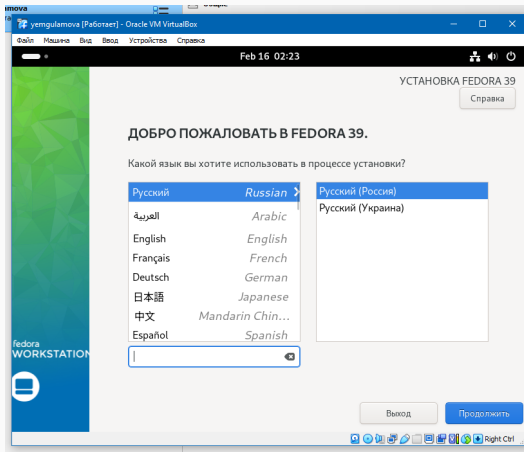 mova
yemgulamova [Работает] - Oracle VM VirtualBox
Файл Машина Вид Ввод Устройства Справка
Feb 16 02:23
УСТАНОВКА FEDORA 39
Справка
ДОБРО ПОЖАЛОВАТЬ В FEDORA 39.
Какой язык вы хотите использовать в процессе установки?
Русский Russian
العربية Arabic
English English
Français French
Deutsch German
日本語 Japanese
中文 Mandarin Chin...
Español Spanish
Русский (Россия)
Русский (Украина)
fedora
WORKSTATION
Выход
Продолжить
Right Ctrl